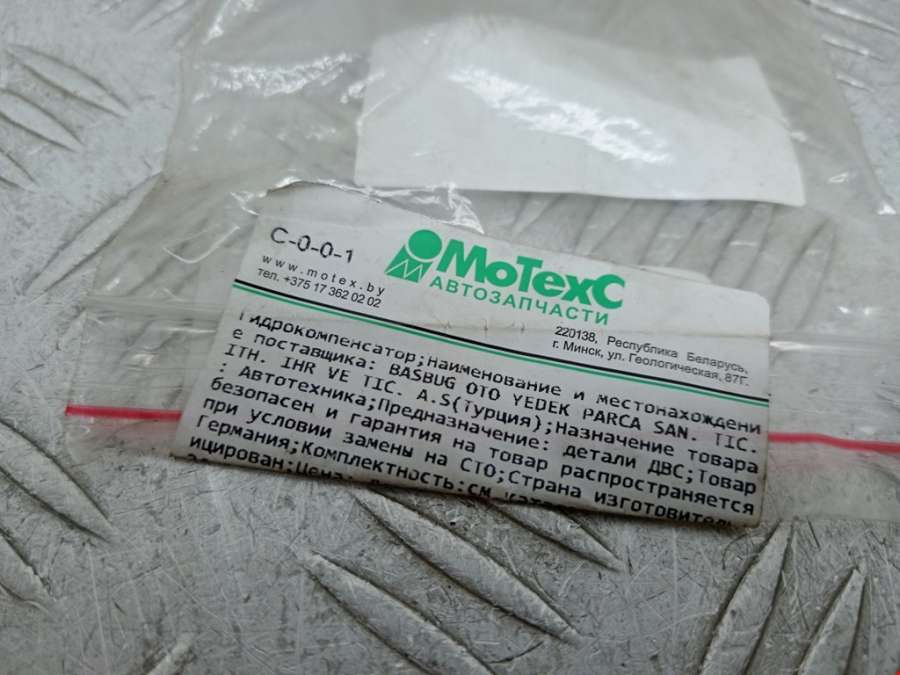 C-0-0-1
www.motex.by
тел. +375 17 362 02 02
МоТехС
АВТОЗАПЧАСТИ
220138, Республика Беларусь,
г. Минск, ул. Геологическая, 87Г.
Гидрокомпенсатор;наименование и местонахождени
е поставщика: BASBUG OTO YEDEK PARCA SAN. TIC.
ITH. IHR VE TIC. A.S(Турция);Назначение товара
: Автотехника;Предназначение: детали ДВС;Товар
безопасен и гарантия на товар распространяется
при условии замены на СТО;Страна изготовитель
Германия;Комплектность:см.